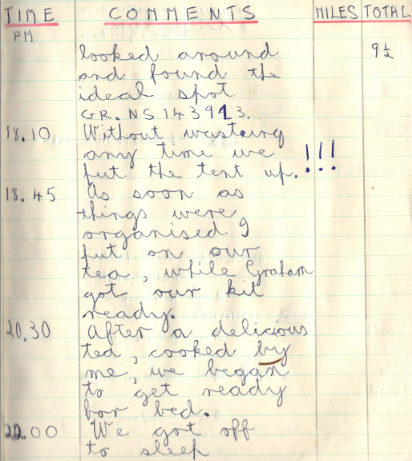 TIME COMMENTS MILES TOTAL
PM
looked around 9½
and found the
ideal spot
GR. NS 143913.
18.10 Without wasteing
any time we
put the tent up. !!!
18.45 As soon as
things were
organised I
put on our
tea, while Graham
got our kit
ready.
20.30 After a delicious
tea, cooked by
me, we began
to get ready
for bed.
22.00 We got off
to sleep